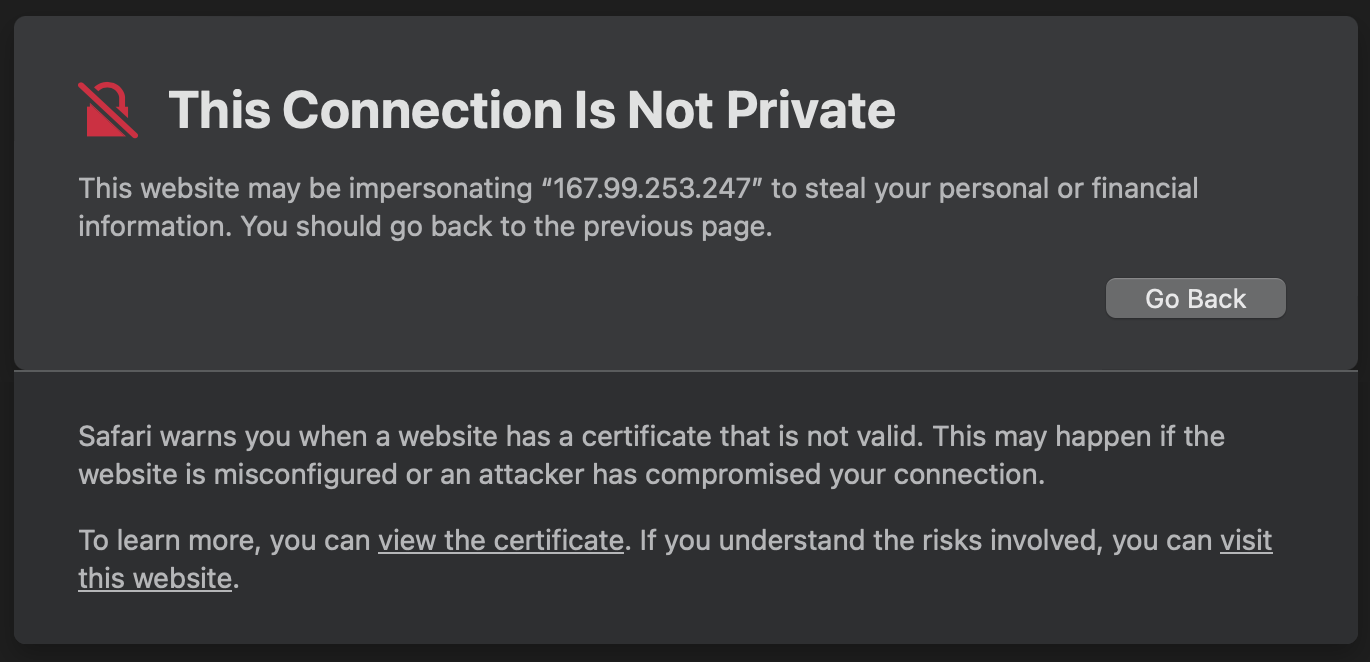 This Connection Is Not Private
This website may be impersonating “167.99.253.247” to steal your personal or financial
information. You should go back to the previous page.
Go Back
Safari warns you when a website has a certificate that is not valid. This may happen if the
website is misconfigured or an attacker has compromised your connection.
To learn more, you can view the certificate. If you understand the risks involved, you can visit
this website.